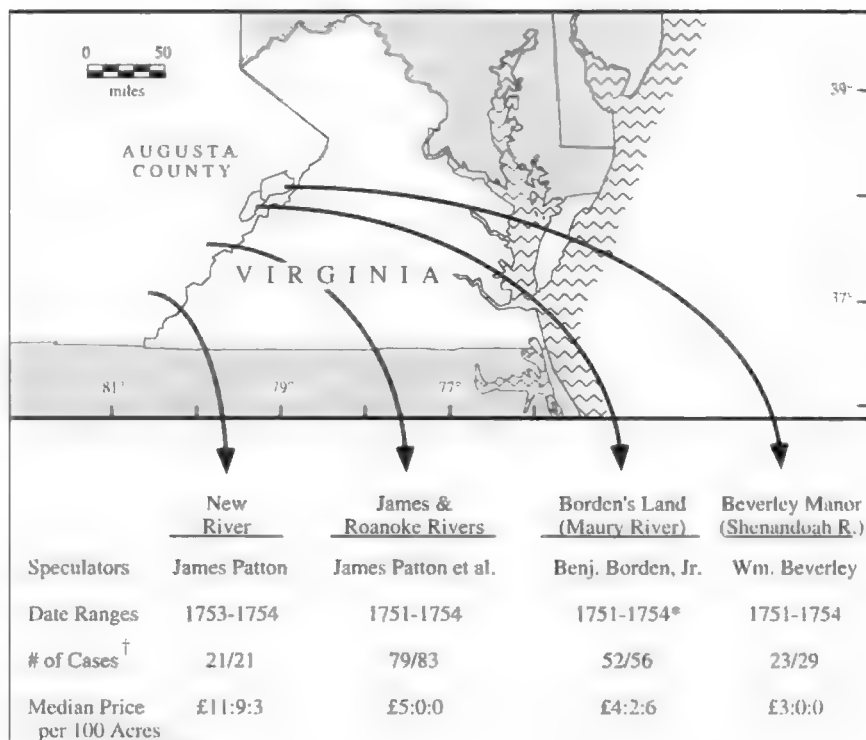 0 50
miles
39°
AUGUSTA
COUNTY
VIRGINIA
37°
81° 79° 77°
New River
James & Roanoke Rivers
Borden's Land (Maury River)
Beverley Manor (Shenandoah R.)
Speculators James Patton James Patton et al. Benj. Borden, Jr. Wm. Beverley
Date Ranges 1753-1754 1751-1754 1751-1754* 1751-1754
# of Cases† 21/21 79/83 52/56 23/29
Median Price £11:9:3 £5:0:0 £4:2:6 £3:0:0
per 100 Acres